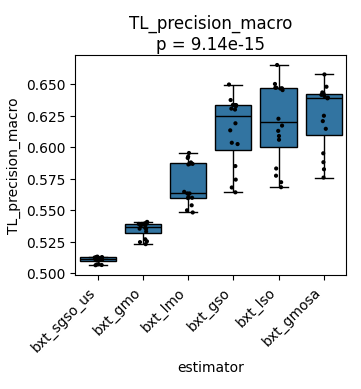 TL_precision_macro
p = 9.14e-15
TL_precision_macro
0.650
0.625
0.600
0.575
0.550
0.525
0.500
bxt_sgso_us
bxt_gmo
bxt_lmo
bxt_gso
bxt_lso
bxt_gmosa
estimator